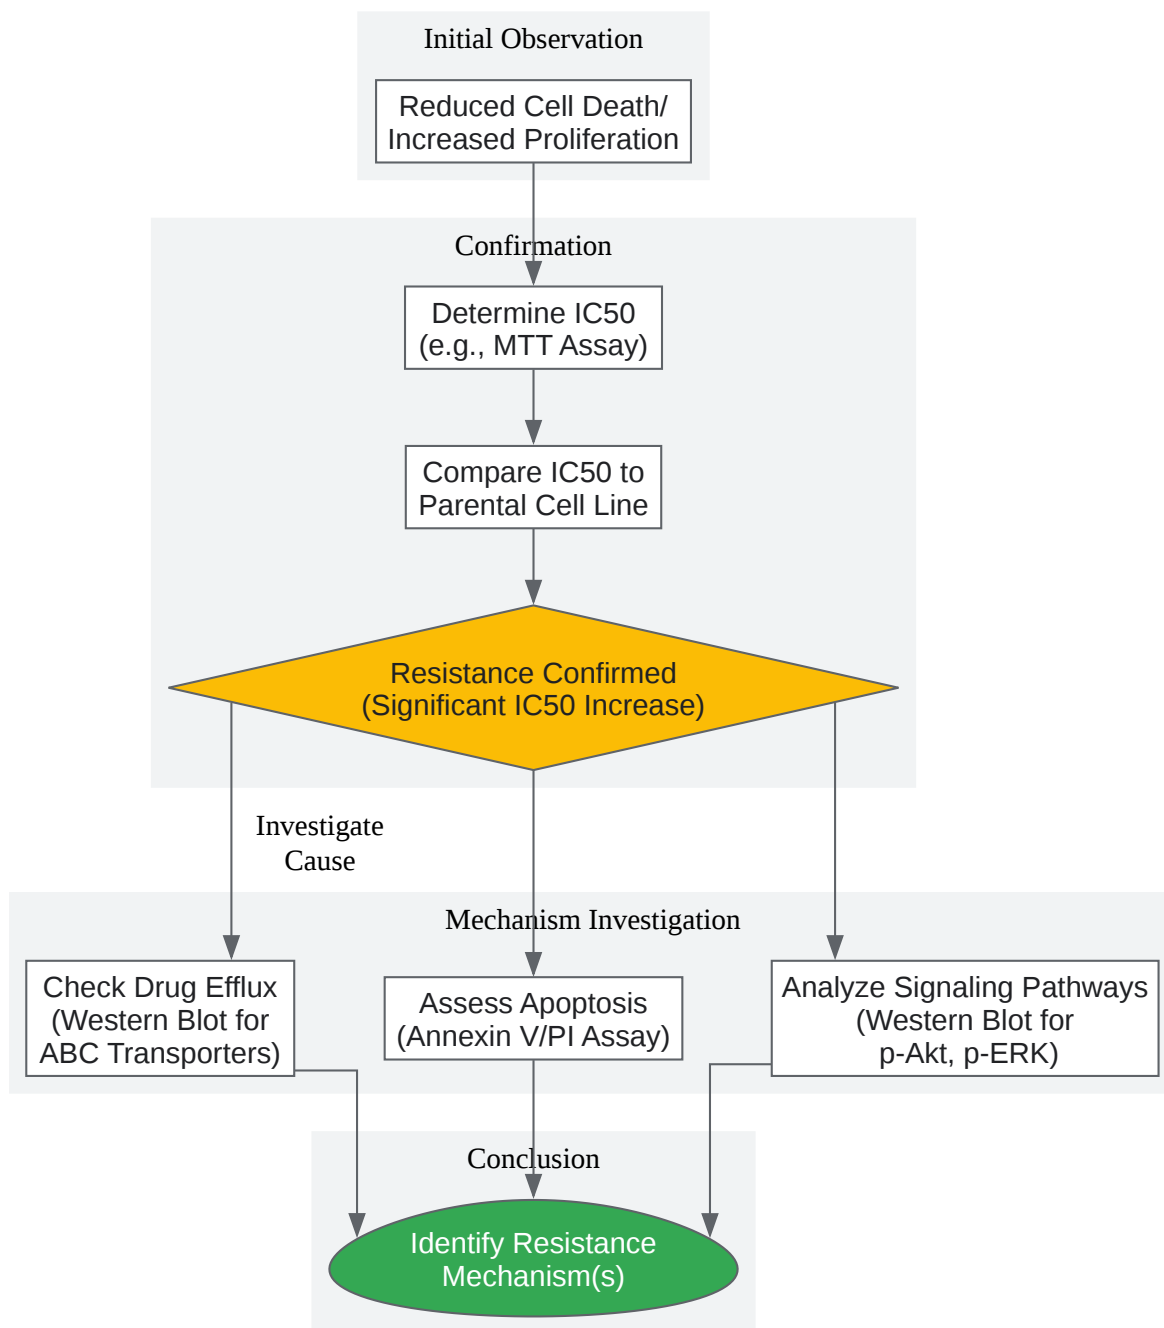 Initial Observation
Reduced Cell Death/
Increased Proliferation
Confirmation
Determine IC50
(e.g., MTT Assay)
Compare IC50 to
Parental Cell Line
Resistance Confirmed
(Significant IC50 Increase)
Investigate
Cause
Mechanism Investigation
Check Drug Efflux
(Western Blot for
ABC Transporters)
Assess Apoptosis
(Annexin V/PI Assay)
Analyze Signaling Pathways
(Western Blot for
p-Akt, p-ERK)
Conclusion
Identify Resistance
Mechanism(s)